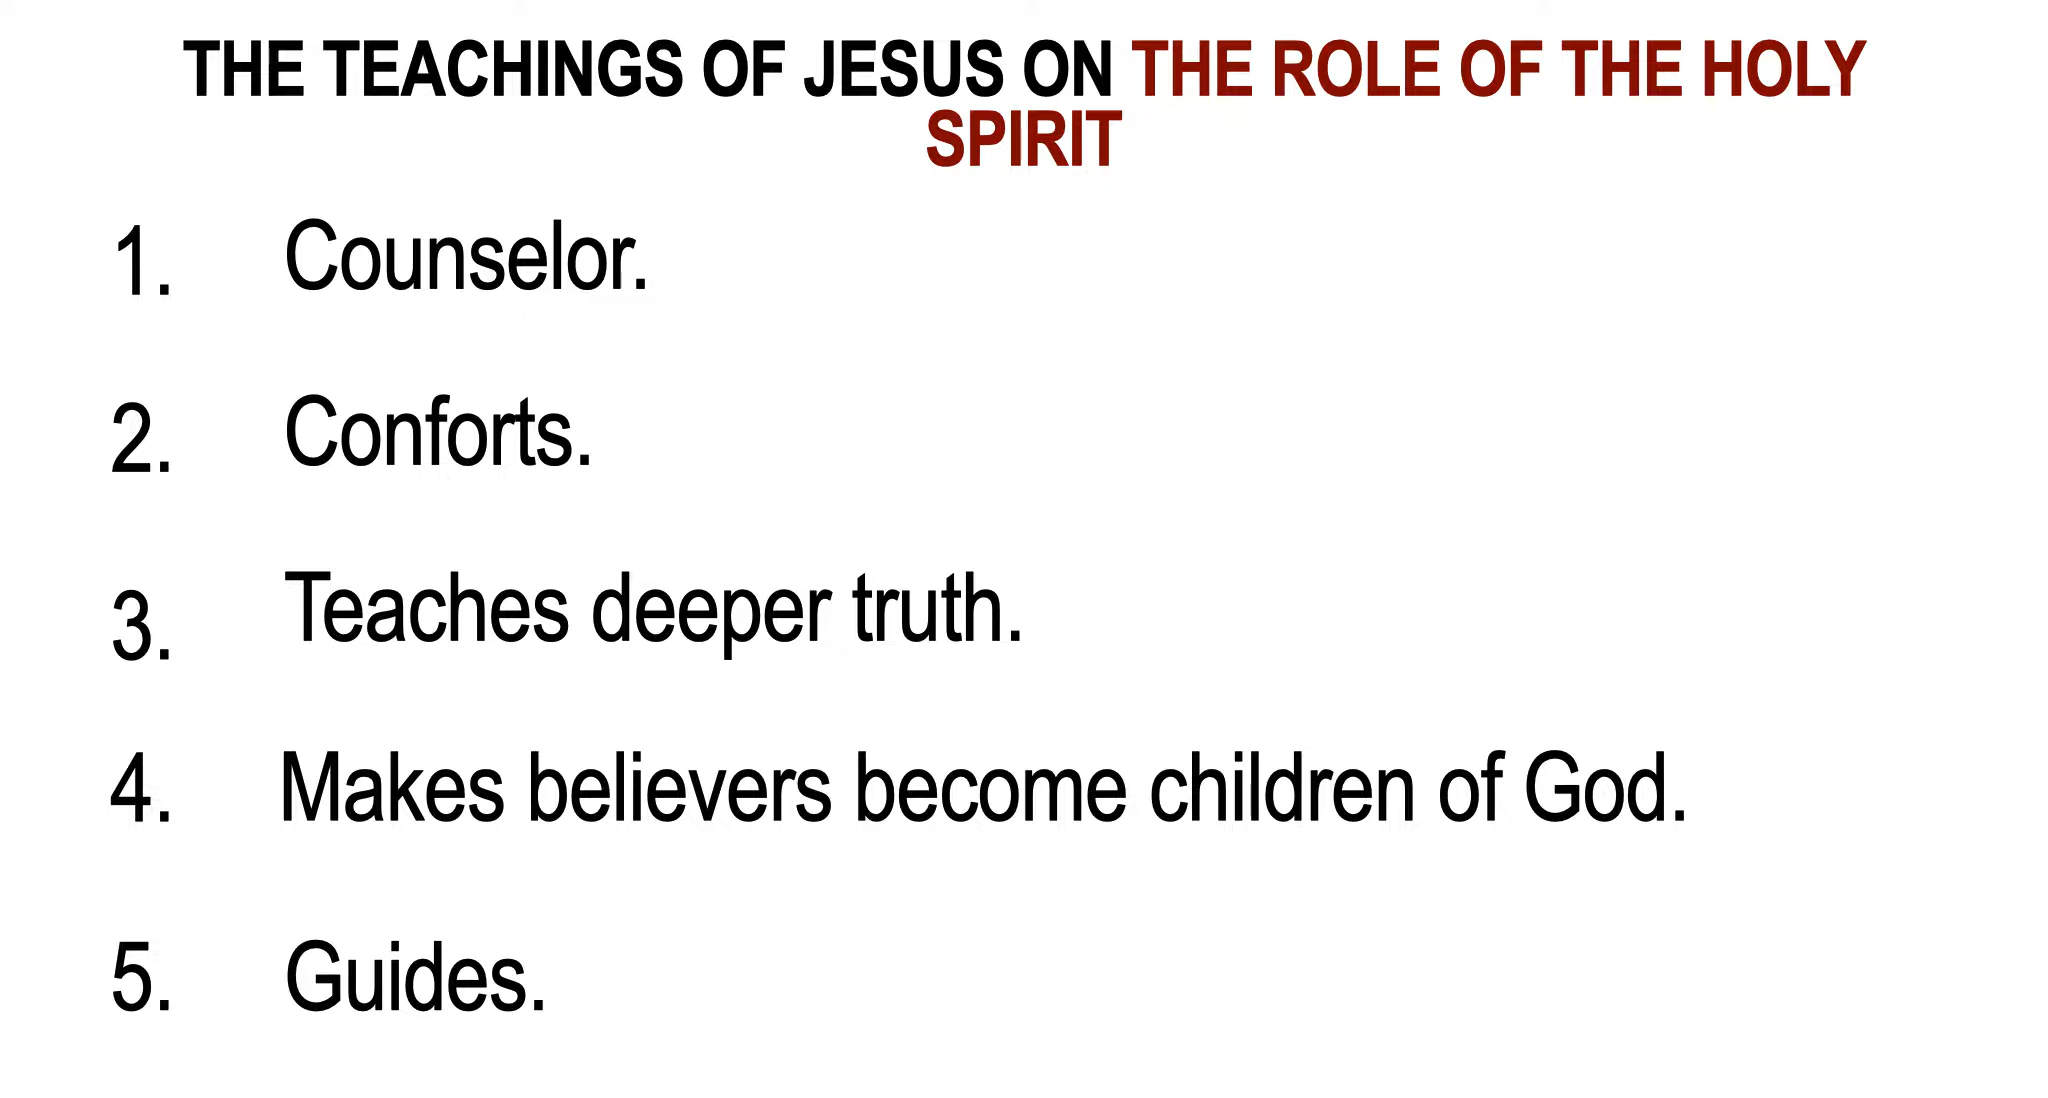 THE TEACHINGS OF JESUS ON THE ROLE OF THE HOLY
SPIRIT
1. Counselor.
2. Conforts.
3. Teaches deeper truth.
4. Makes believers become children of God.
5. Guides.